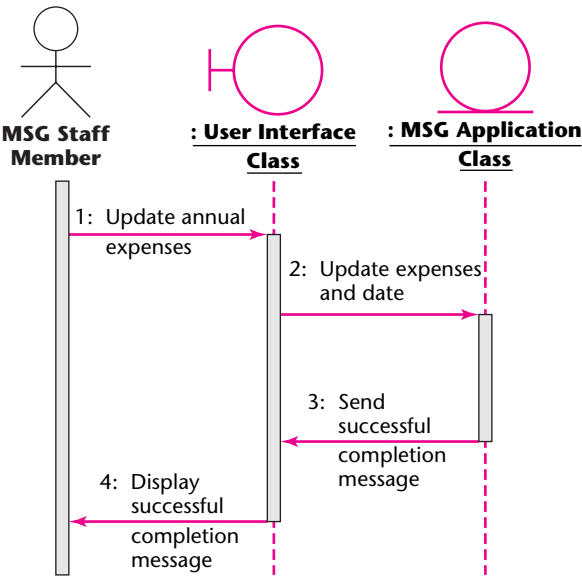 MSG Staff
Member
: User Interface
Class
: MSG Application
Class
1: Update annual
expenses
2: Update expenses
and date
3: Send
successful
completion
message
4: Display
successful
completion
message